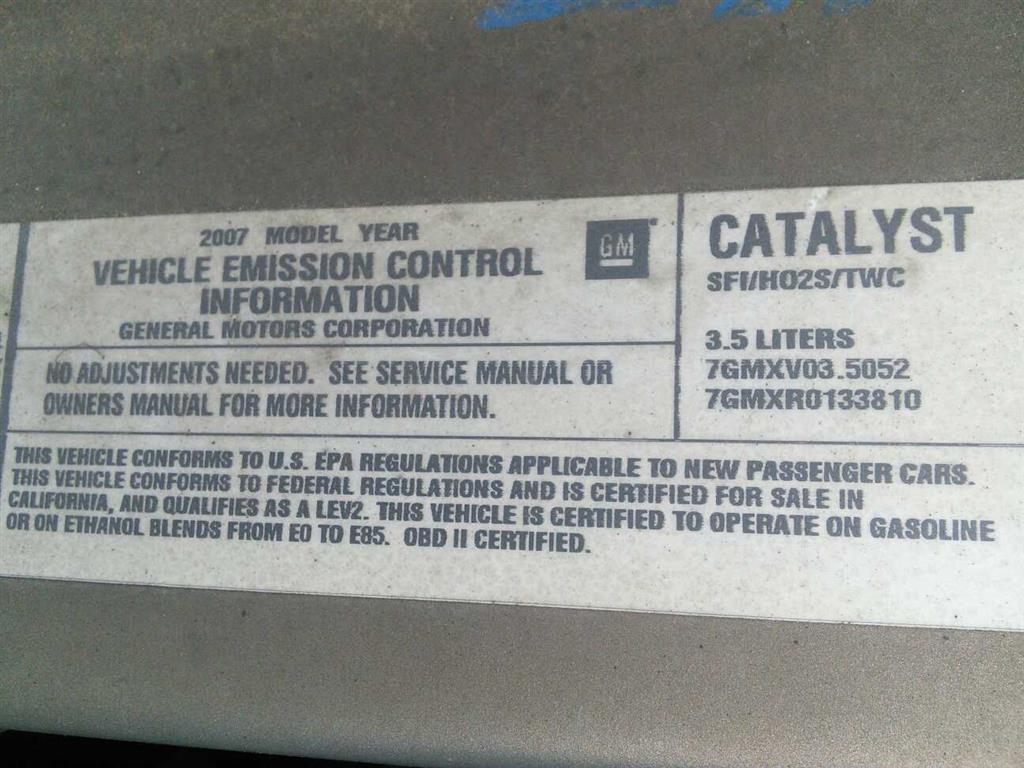 2007 MODEL YEAR
VEHICLE EMISSION CONTROL
INFORMATION
GENERAL MOTORS CORPORATION
GM
NO ADJUSTMENTS NEEDED. SEE SERVICE MANUAL OR
OWNERS MANUAL FOR MORE INFORMATION.
CATALYST
SFI/HO2S/TWC
3.5 LITERS
7GMXV03.5052
7GMXR0133810
THIS VEHICLE CONFORMS TO U.S. EPA REGULATIONS APPLICABLE TO NEW PASSENGER CARS.
THIS VEHICLE CONFORMS TO FEDERAL REGULATIONS AND IS CERTIFIED FOR SALE IN
CALIFORNIA, AND QUALIFIES AS A LEV2. THIS VEHICLE IS CERTIFIED TO OPERATE ON GASOLINE
OR ON ETHANOL BLENDS FROM E0 TO E85. OBD II CERTIFIED.